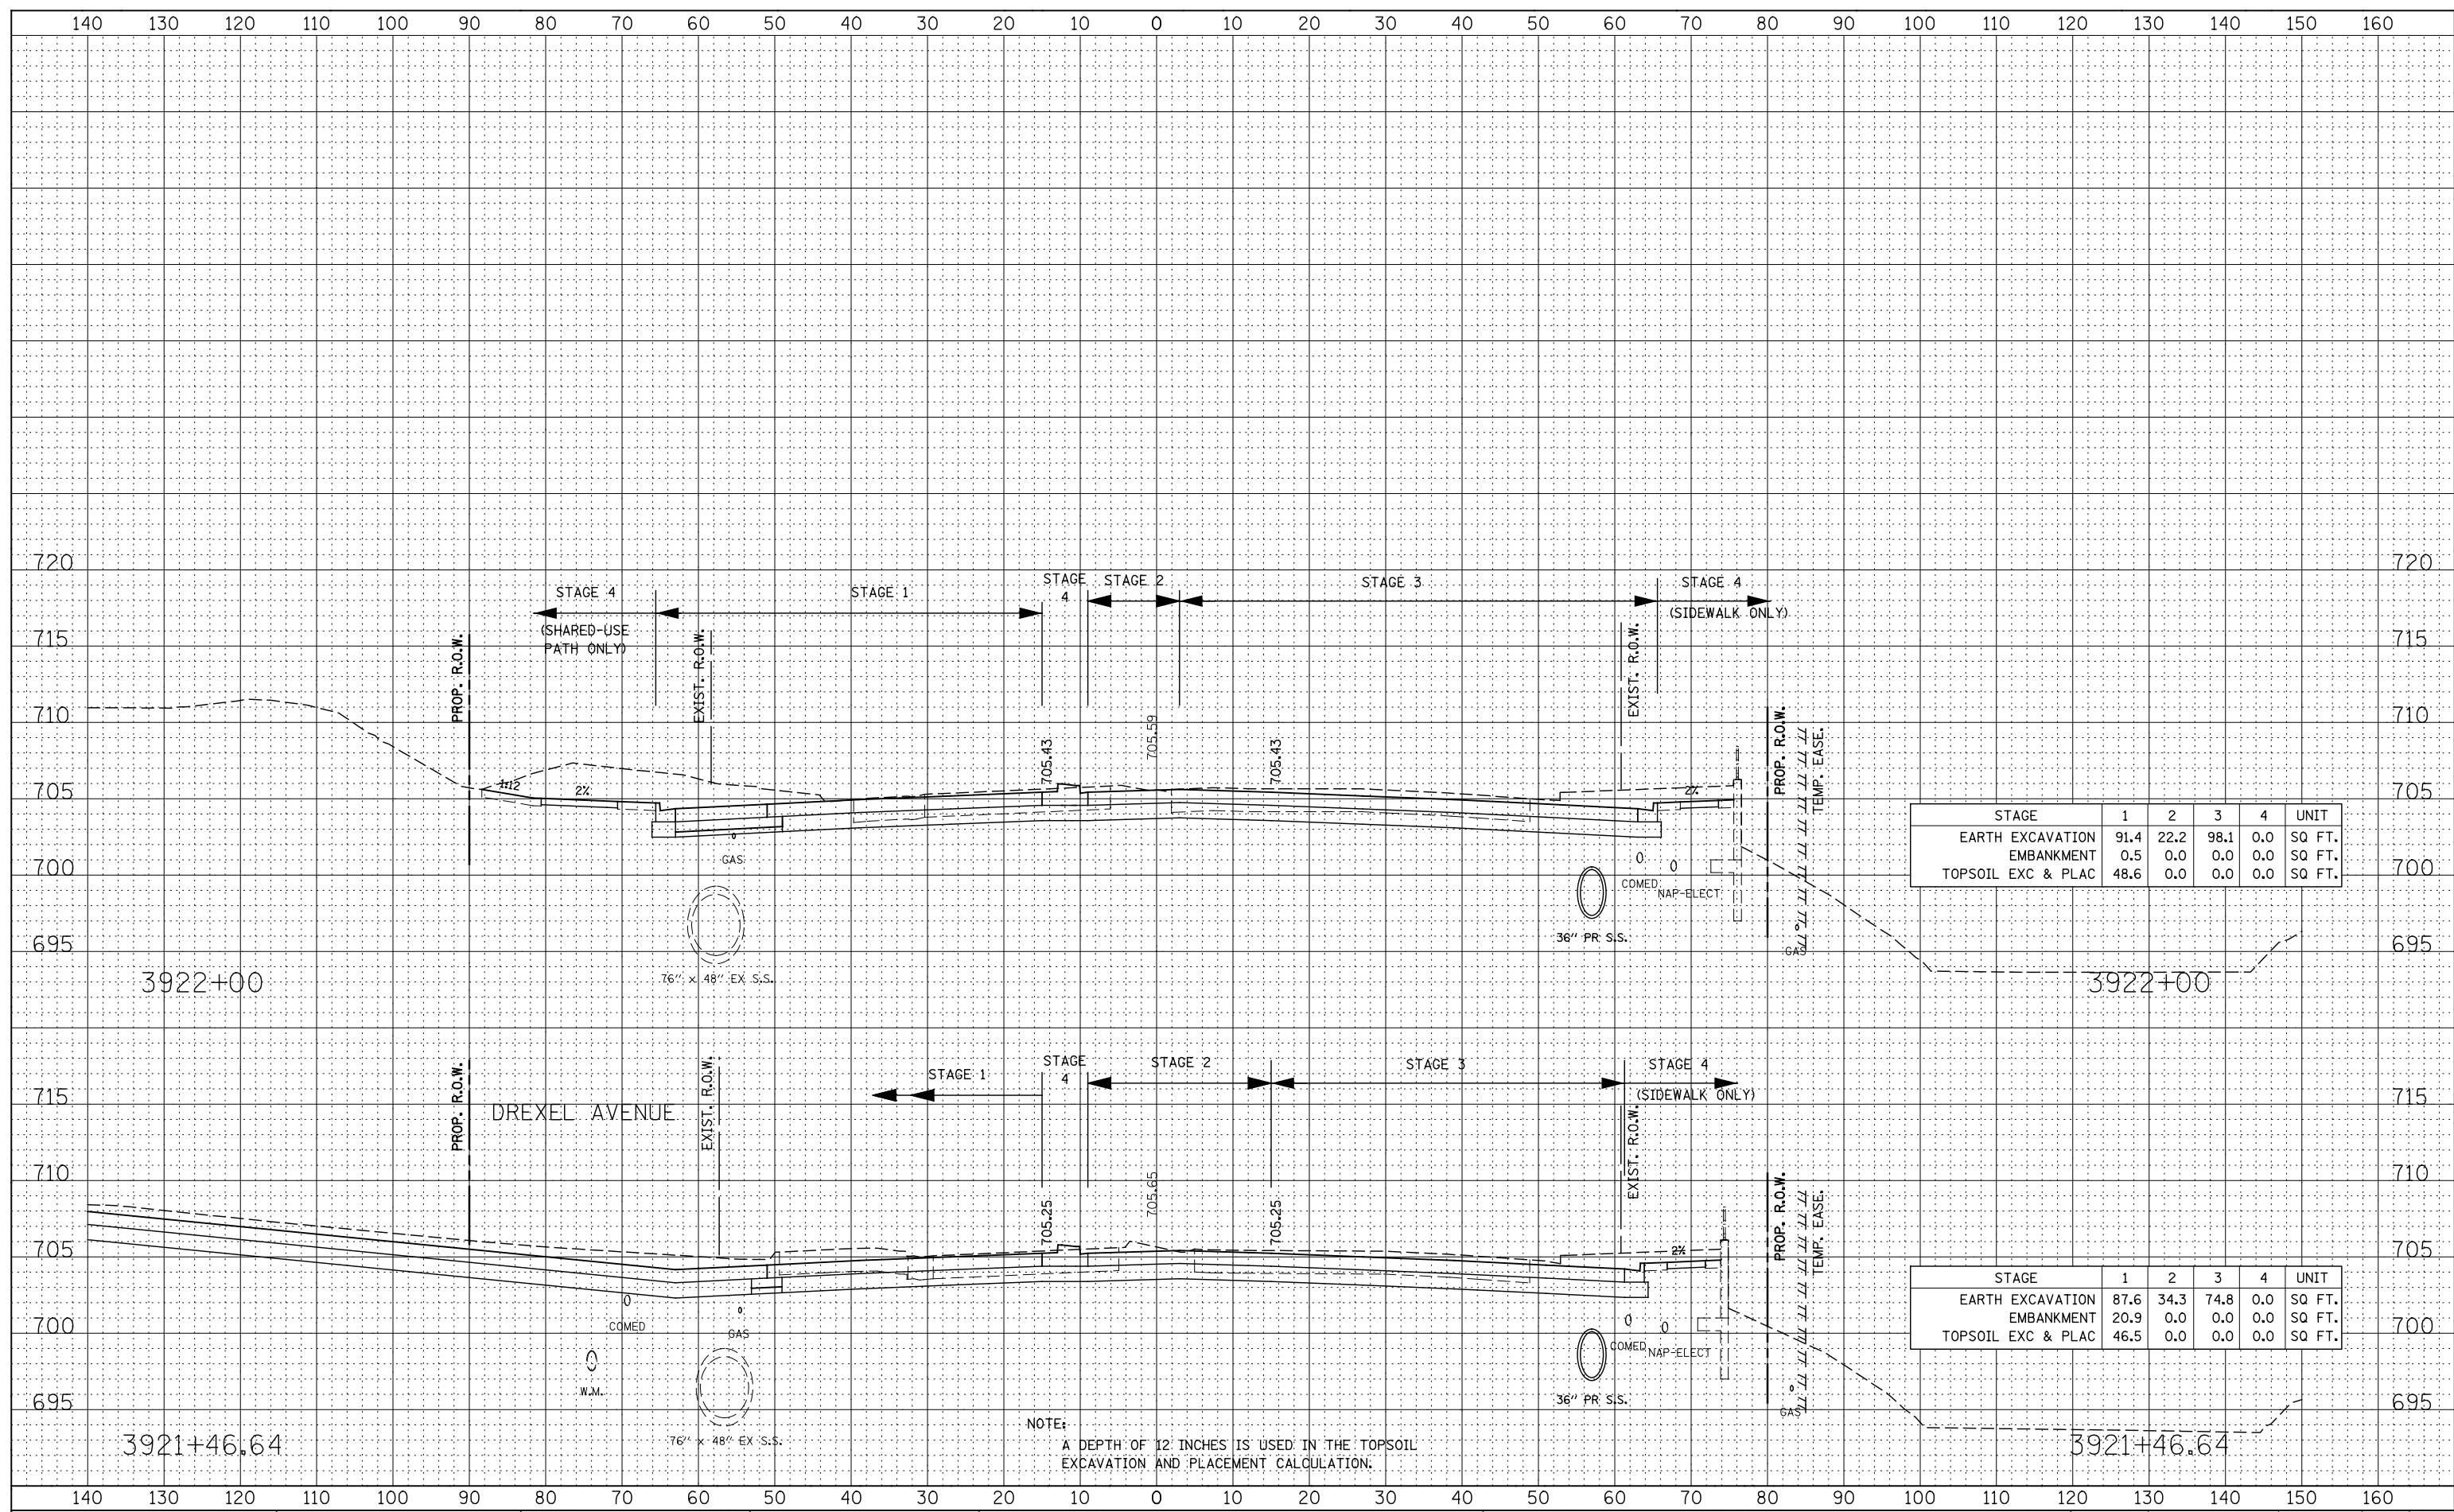 140 130 120 110 100 90 80 70 60 50 40 30 20 10 0 10 20 30 40 50 60 70 80 90 100 110 120 130 140 150 160
720 720
STAGE 4 STAGE 1 STAGE 4 STAGE 2 STAGE 3 STAGE 4
(SHARED-USE PATH ONLY) (SIDEWALK ONLY)
715 715
PROP. R.O.W.
EXIST. R.O.W.
EXIST. R.O.W.
PROP. R.O.W.
TEMP. EASE.
710 710
705.43
705.59
705.43
705 705
1:12
2%
2%
STAGE 1 2 3 4 UNIT
EARTH EXCAVATION 91.4 22.2 98.1 0.0 SQ FT.
EMBANKMENT 0.5 0.0 0.0 0.0 SQ FT.
TOPSOIL EXC & PLAC 48.6 0.0 0.0 0.0 SQ FT.
GAS
700 700
COMED
NAP-ELECT
36" PR S.S.
GAS
695 695
76" x 48" EX S.S.
3922+00 3922+00
STAGE 1 STAGE 4 STAGE 2 STAGE 3 STAGE 4
(SIDEWALK ONLY)
715 715
DREXEL AVENUE
PROP. R.O.W.
EXIST. R.O.W.
EXIST. R.O.W.
PROP. R.O.W.
TEMP. EASE.
710 710
705.25
705.65
705.25
705 705
2%
STAGE 1 2 3 4 UNIT
EARTH EXCAVATION 87.6 34.3 74.8 0.0 SQ FT.
EMBANKMENT 20.9 0.0 0.0 0.0 SQ FT.
TOPSOIL EXC & PLAC 46.5 0.0 0.0 0.0 SQ FT.
COMED
GAS
700 700
COMED
NAP-ELECT
W.M.
36" PR S.S.
GAS
695 695
76" x 48" EX S.S.
NOTE:
A DEPTH OF 12 INCHES IS USED IN THE TOPSOIL
EXCAVATION AND PLACEMENT CALCULATION.
3921+46.64 3921+46.64
140 130 120 110 100 90 80 70 60 50 40 30 20 10 0 10 20 30 40 50 60 70 80 90 100 110 120 130 140 150 160